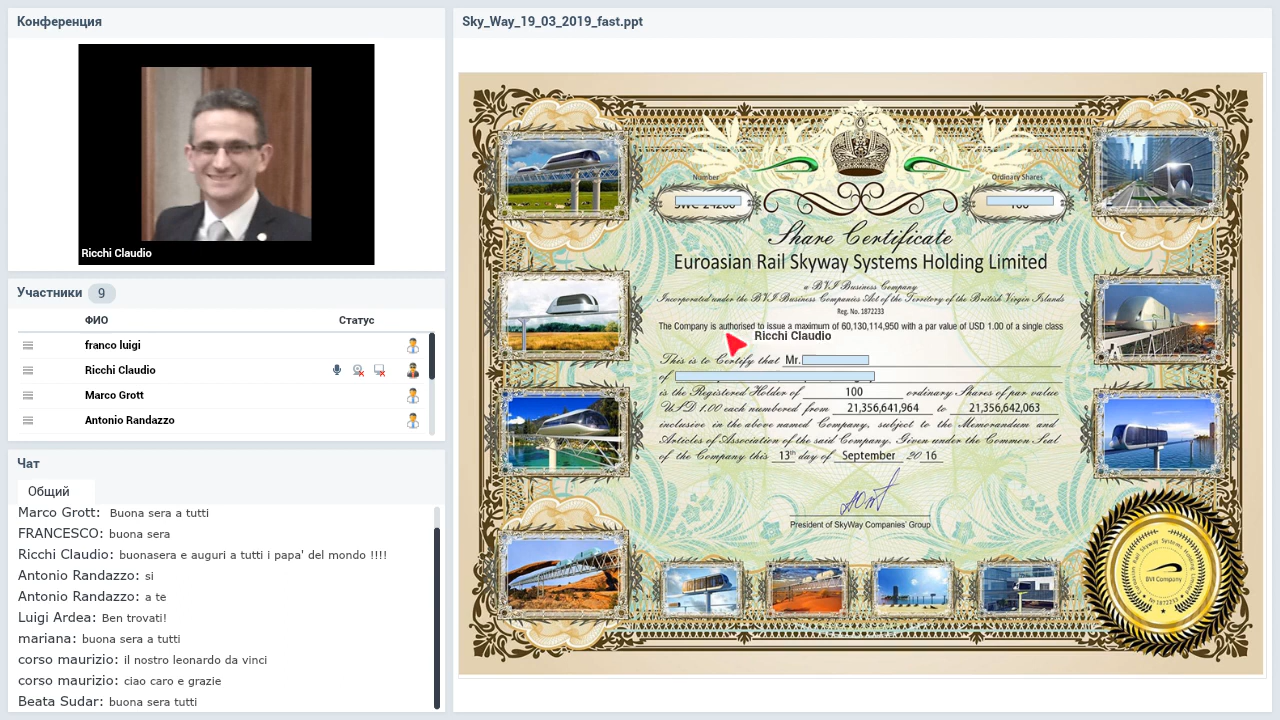 Конференция
Ricchi Claudio
Участники 9
ФИО Статус
franco luigi
Ricchi Claudio
Marco Grott
Antonio Randazzo
Чат
Общий
Marco Grott: Buona sera a tutti
FRANCESCO: buona sera
Ricchi Claudio: buonasera e auguri a tutti i papa' del mondo !!!!
Antonio Randazzo: si
Antonio Randazzo: a te
Luigi Ardea: Ben trovati!
mariana: buona sera a tutti
corso maurizio: il nostro leonardo da vinci
corso maurizio: ciao caro e grazie
Beata Sudar: buona sera tutti
Sky_Way_19_03_2019_fast.ppt
Number
Ordinary Shares
Share Certificate
Euroasian Rail Skyway Systems Holding Limited
a BVI Business Company
Incorporated under the BVI Business Companies Act of the Territory of the British Virgin Islands
Reg. No. 1872233
The Company is authorised to issue a maximum of 60,130,114,950 with a par value of USD 1.00 of a single class
Ricchi Claudio
This is to Certify that Mr.
of
is the Registered Holder of 100 ordinary Shares of par value
USD 1.00 each numbered from 21,356,641,964 to 21,356,642,063
inclusive in the above named Company, subject to the Memorandum and
Articles of Association of the said Company. Given under the Common Seal
of the Company this 13th day of September 20 16
President of SkyWay Companies' Group
Rail Skyway Systems Holding
BVI Company
№ 1872233